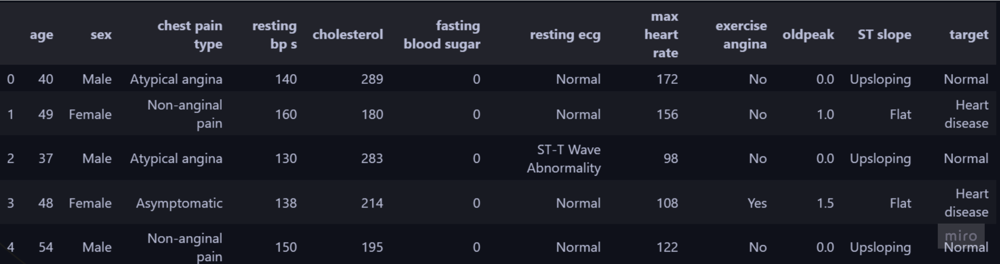 age sex chest pain type resting bp s cholesterol fasting blood sugar resting ecg max heart rate exercise angina oldpeak ST slope target
0 40 Male Atypical angina 140 289 0 Normal 172 No 0.0 Upsloping Normal
1 49 Female Non-anginal pain 160 180 0 Normal 156 No 1.0 Flat Heart disease
2 37 Male Atypical angina 130 283 0 ST-T Wave Abnormality 98 No 0.0 Upsloping Normal
3 48 Female Asymptomatic 138 214 0 Normal 108 Yes 1.5 Flat Heart disease
4 54 Male Non-anginal pain 150 195 0 Normal 122 No 0.0 Upsloping Normal
miro